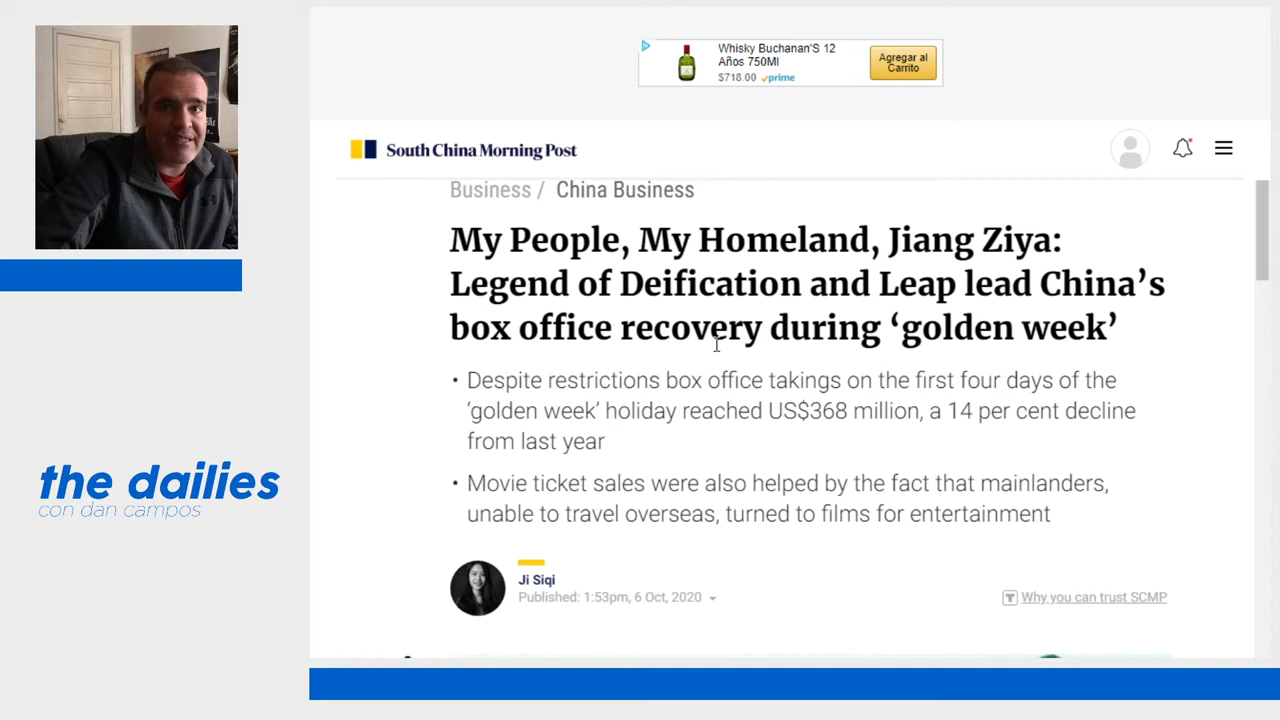 Whisky Buchanan'S 12
Años 750Ml
$718.00 prime
Agregar al
Carrito
South China Morning Post
Business / China Business
My People, My Homeland, Jiang Ziya:
Legend of Deification and Leap lead China’s
box office recovery during ‘golden week’
• Despite restrictions box office takings on the first four days of the
‘golden week’ holiday reached US$368 million, a 14 per cent decline
from last year
• Movie ticket sales were also helped by the fact that mainlanders,
unable to travel overseas, turned to films for entertainment
Ji Siqi
Published: 1:53pm, 6 Oct, 2020
Why you can trust SCMP
the dailies
con dan campos